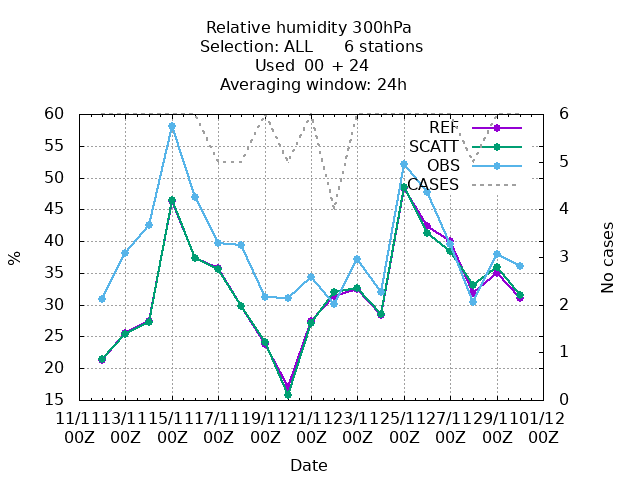 Relative humidity 300hPa
Selection: ALL 6 stations
Used 00 + 24
Averaging window: 24h
60 6
REF
SCATT
55 5
OBS
50
CASES
45 4
40
% 35 3 No cases
30 2
25
20 1
15 0
11/11 13/11 15/11 17/11 19/11 21/11 23/11 25/11 27/11 29/11 01/12
00Z 00Z 00Z 00Z 00Z 00Z 00Z 00Z 00Z 00Z 00Z
Date